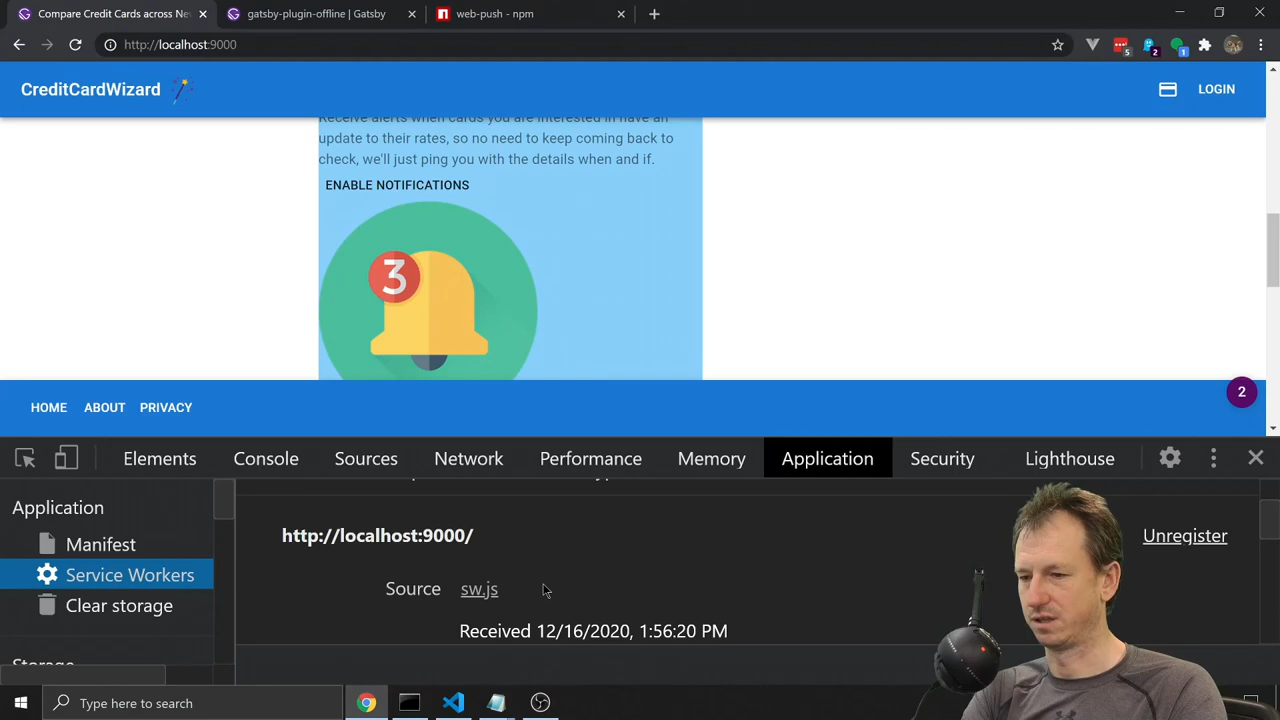 Compare Credit Cards across Ne
gatsby-plugin-offline | Gatsby
web-push - npm
http://localhost:9000
5
2
1
CreditCardWizard
LOGIN
Receive alerts when cards you are interested in have an
update to their rates, so no need to keep coming back to
check, we'll just ping you with the details when and if.
ENABLE NOTIFICATIONS
3
HOME ABOUT PRIVACY
2
Elements Console Sources Network Performance Memory Application Security Lighthouse
Application
Manifest
Service Workers
Clear storage
Storage
http://localhost:9000/
Unregister
Source sw.js
Received 12/16/2020, 1:56:20 PM
Type here to search